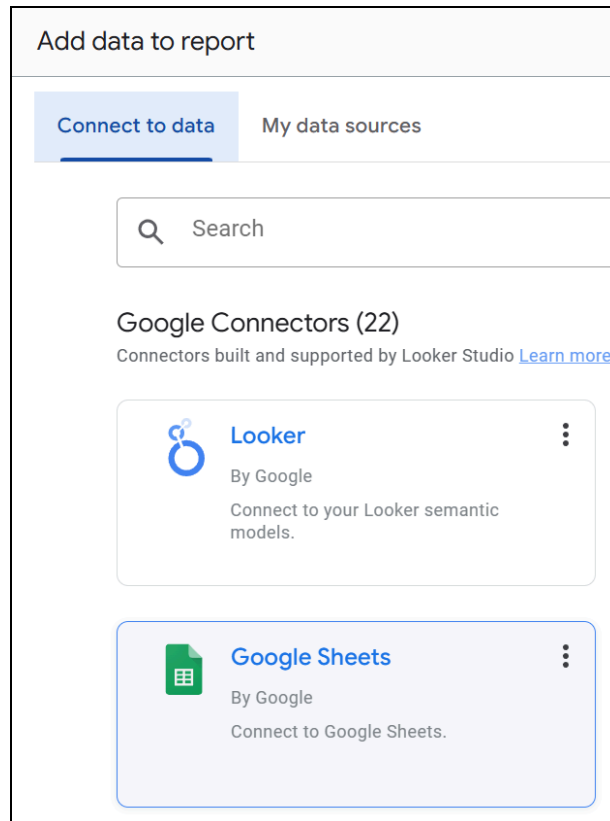 Add data to report
Connect to data
My data sources
Search
Google Connectors (22)
Connectors built and supported by Looker Studio Learn more
Looker
By Google
Connect to your Looker semantic
models.
Google Sheets
By Google
Connect to Google Sheets.